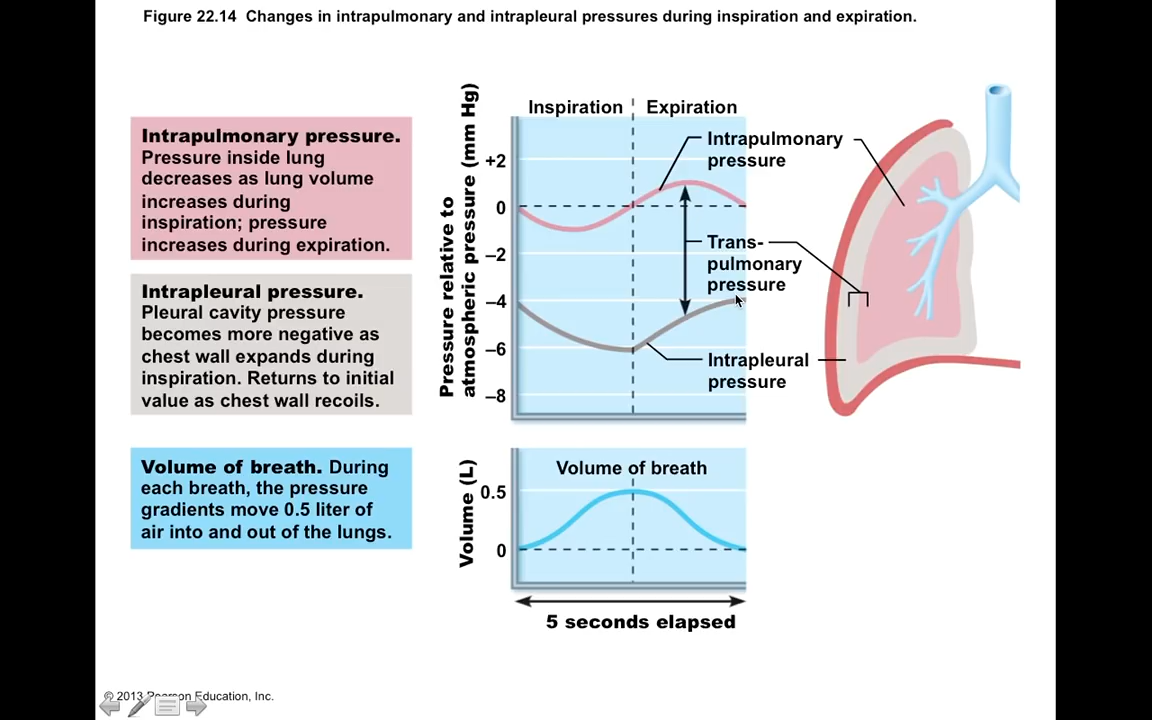 Figure 22.14 Changes in intrapulmonary and intrapleural pressures during inspiration and expiration.
Intrapulmonary pressure.
Pressure inside lung
decreases as lung volume
increases during
inspiration; pressure
increases during expiration.
Intrapleural pressure.
Pleural cavity pressure
becomes more negative as
chest wall expands during
inspiration. Returns to initial
value as chest wall recoils.
Volume of breath. During
each breath, the pressure
gradients move 0.5 liter of
air into and out of the lungs.
Pressure relative to
atmospheric pressure (mm Hg)
Inspiration
Expiration
+2
0
–2
–4
–6
–8
Intrapulmonary
pressure
Trans-
pulmonary
pressure
Intrapleural
pressure
Volume (L)
Volume of breath
0.5
0
5 seconds elapsed
© 2013 Pearson Education, Inc.